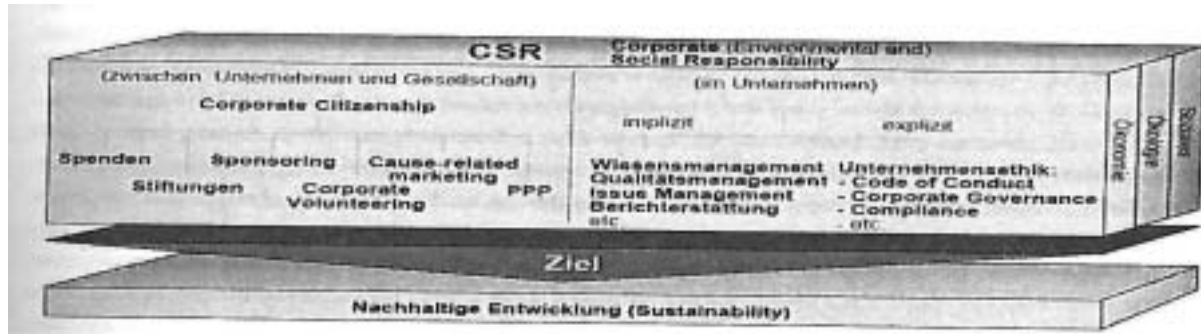 CSR Corporate (Environmental and)
Social Responsibility
(zwischen Unternehmen und Gesellschaft)
(im Unternehmen)
Corporate Citizenship
implizit explizit
Spenden Sponsoring Cause-related
marketing
Stiftungen Corporate PPP
Volunteering
Wissensmanagement
Qualitätsmanagement
Issue Management
Berichterstattung
etc.
Unternehmensethik:
- Code of Conduct
- Corporate Governance
- Compliance
- etc.
Ökonomie
Ökologie
Soziales
Ziel
Nachhaltige Entwicklung (Sustainability)